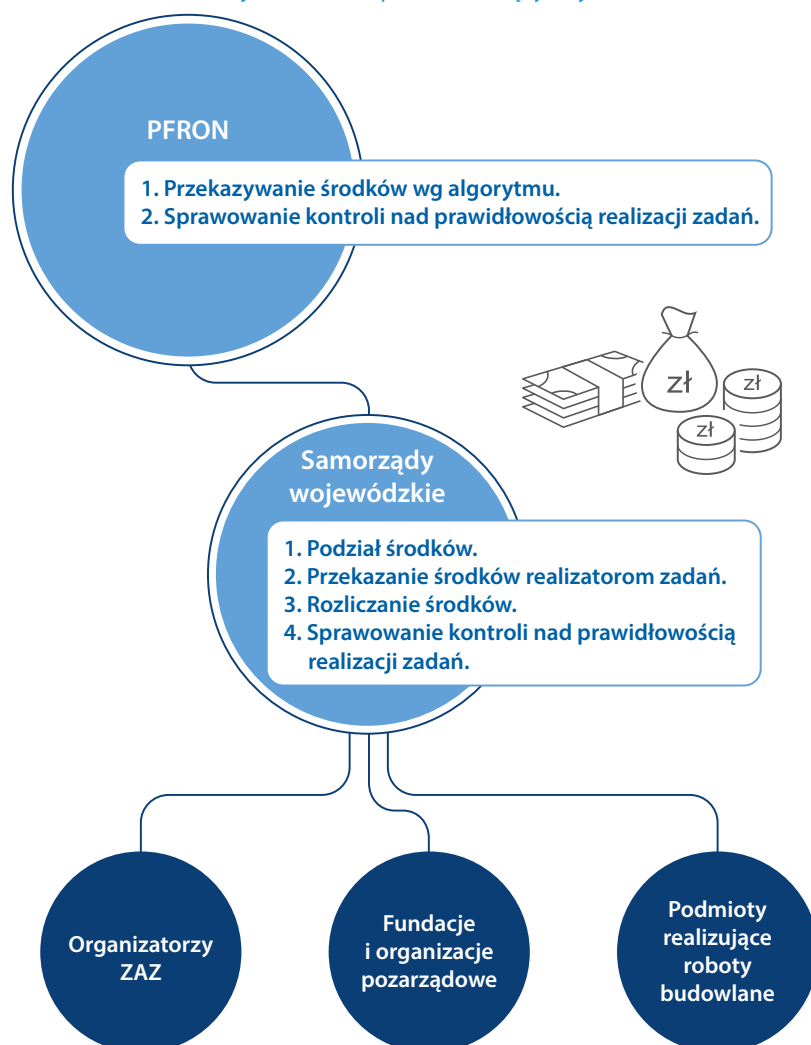 PFRON
1. Przekazywanie środków wg algorytmu.
2. Sprawowanie kontroli nad prawidłowością realizacji zadań.
zł
zł
zł
Samorządy
wojewódzkie
1. Podział środków.
2. Przekazanie środków realizatorom zadań.
3. Rozliczanie środków.
4. Sprawowanie kontroli nad prawidłowością
realizacji zadań.
Organizatorzy
ZAZ
Fundacje
i organizacje
pozarządowe
Podmioty
realizujące
roboty
budowlane